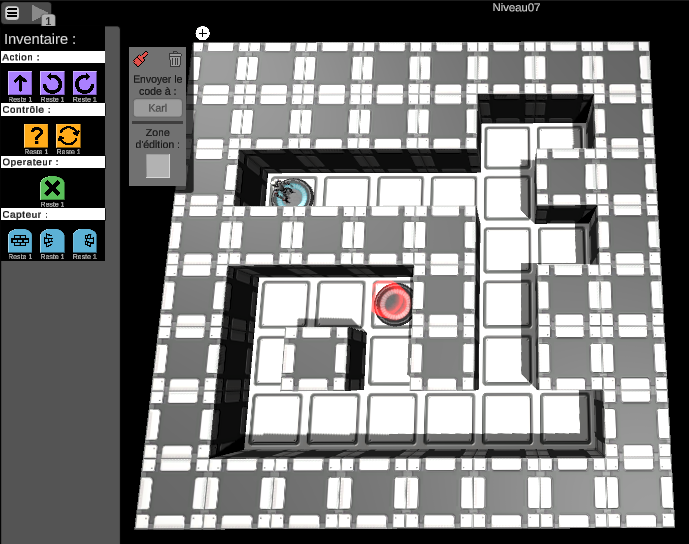 Niveau07
1
Inventaire :
Action :
Reste 1
Reste 1
Reste 1
Contrôle :
?
Reste 1
Reste 1
Operateur :
Reste 1
Capteur :
Reste 1
Reste 1
Reste 1
Envoyer le
code à :
Karl
Zone
d'édition :